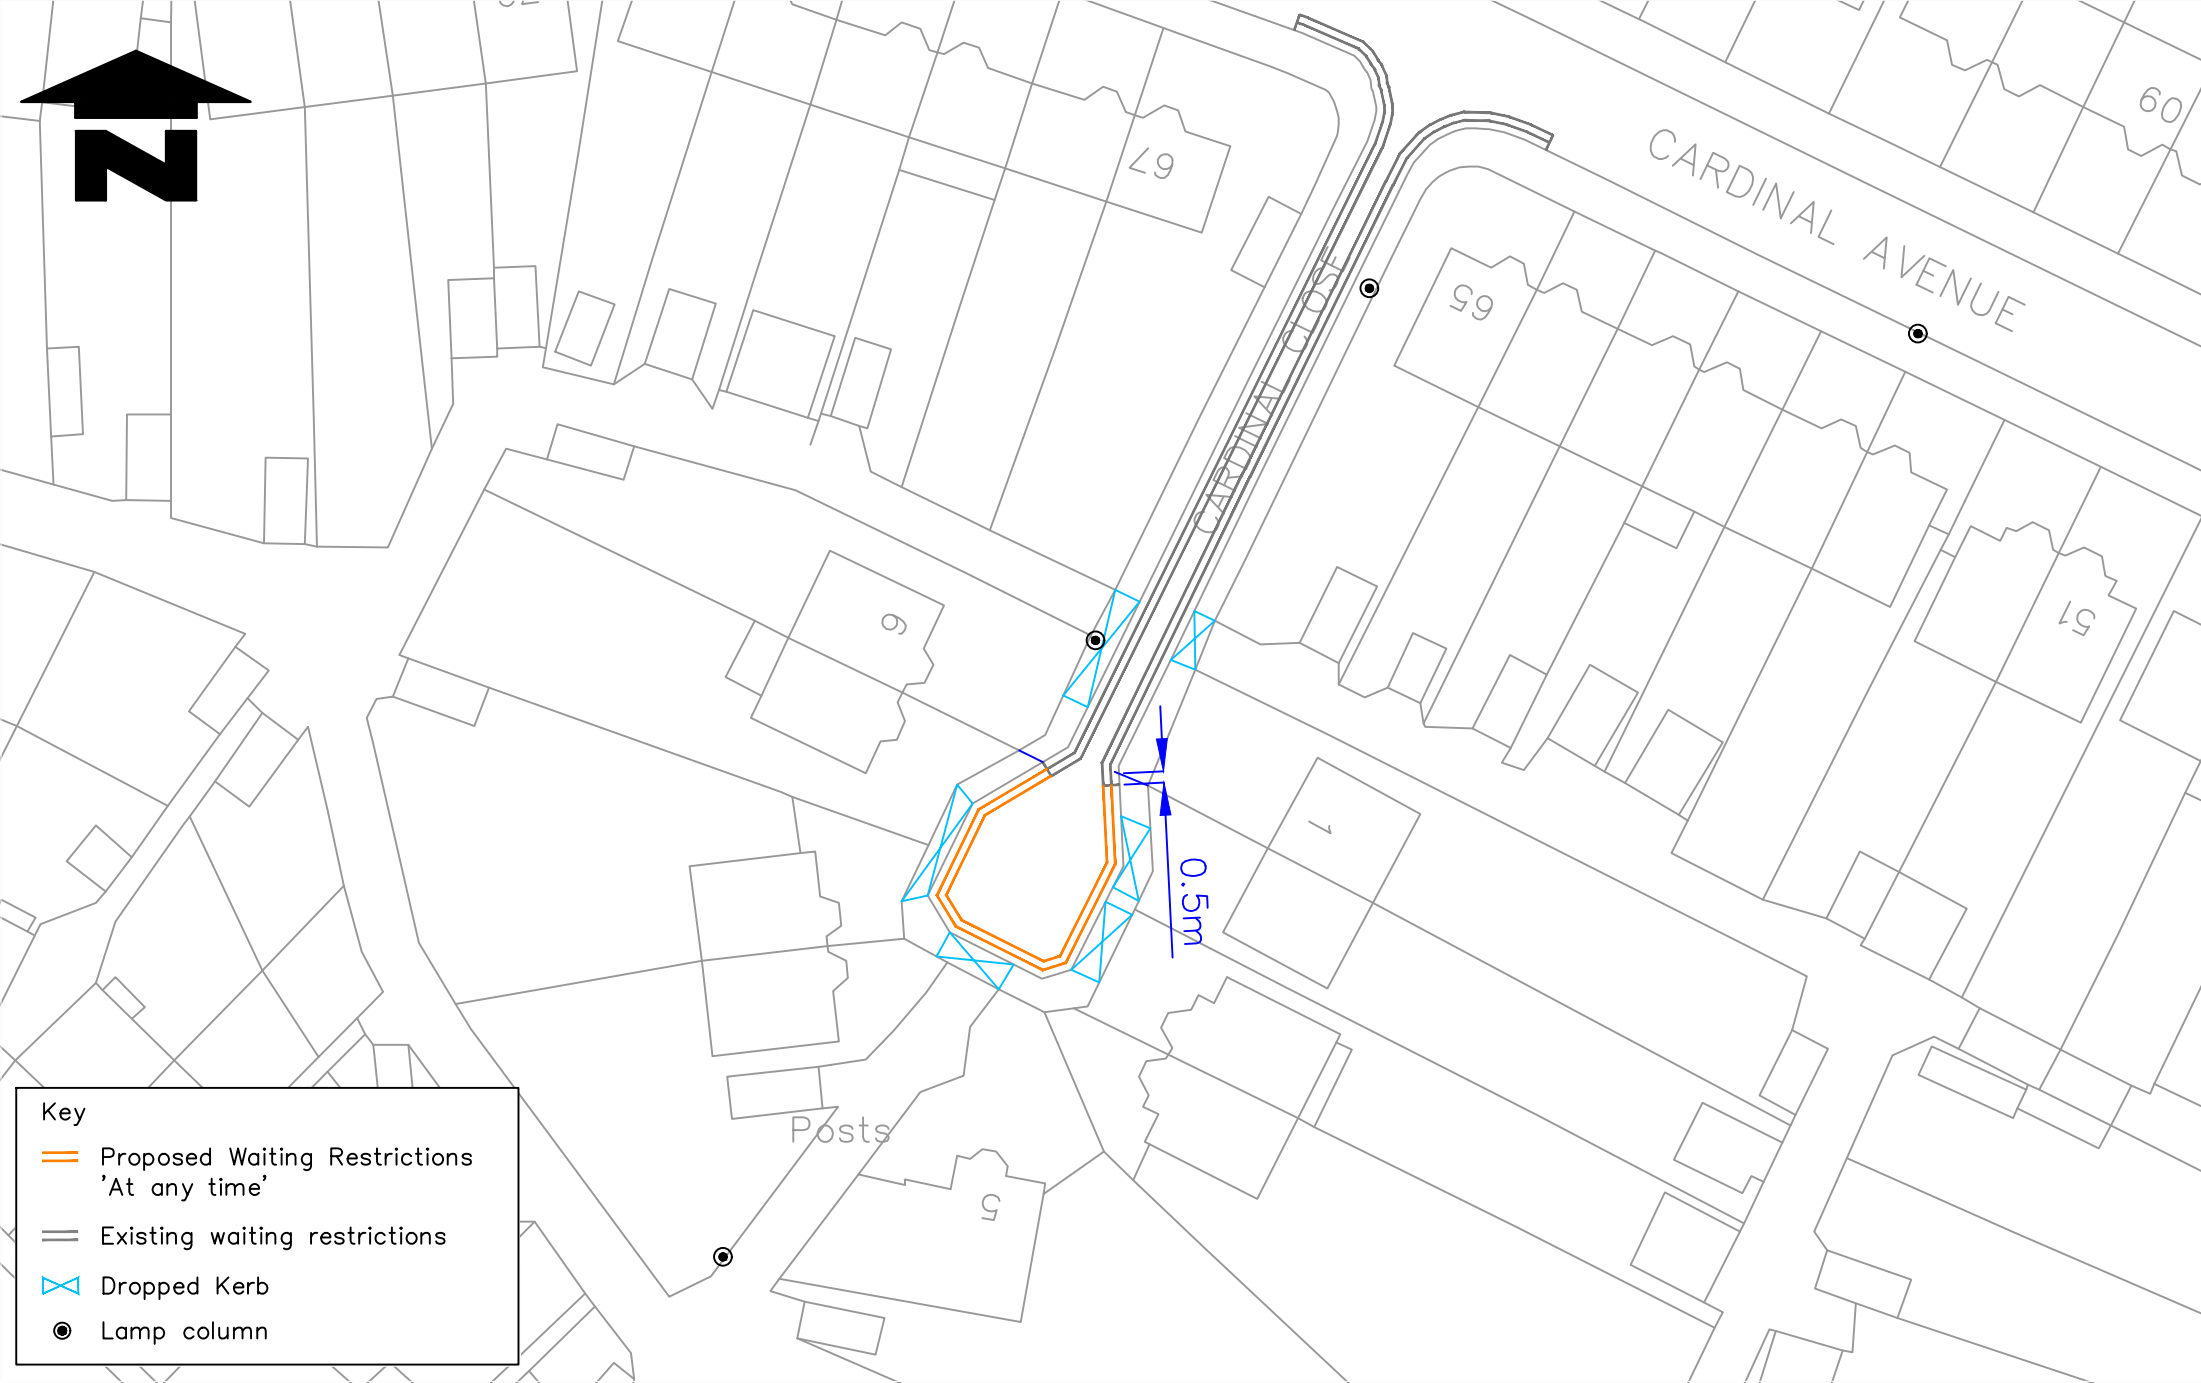 N
67
60
CARDINAL AVENUE
CARDINAL CLOSE
65
51
6
1
0.5m
Posts
5
Key
Proposed Waiting Restrictions
'At any time'
Existing waiting restrictions
Dropped Kerb
Lamp column